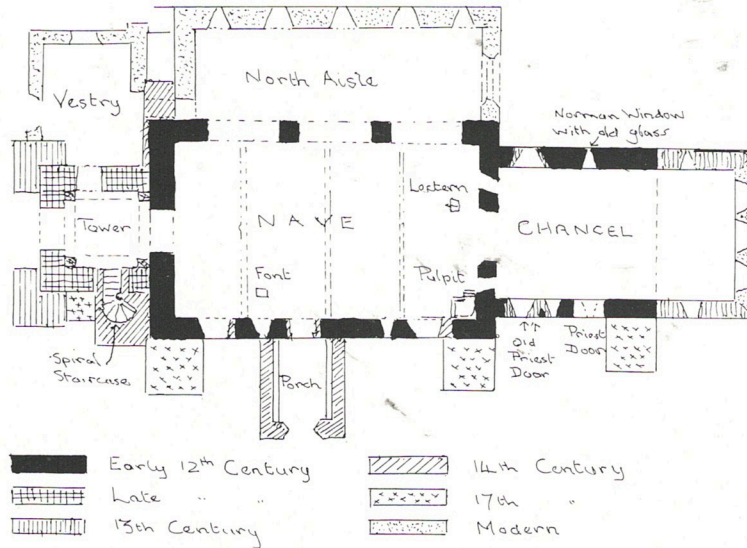 North Aisle
Vestry
Norman Window
with old glass
Lectern
Tower
NAVE
CHANCEL
Font
Pulpit
Spiral
Staircase
Porch
Old
Priest
Door
Priest
Door
Early 12th Century
Late " "
13th Century
14th Century
17th "
Modern